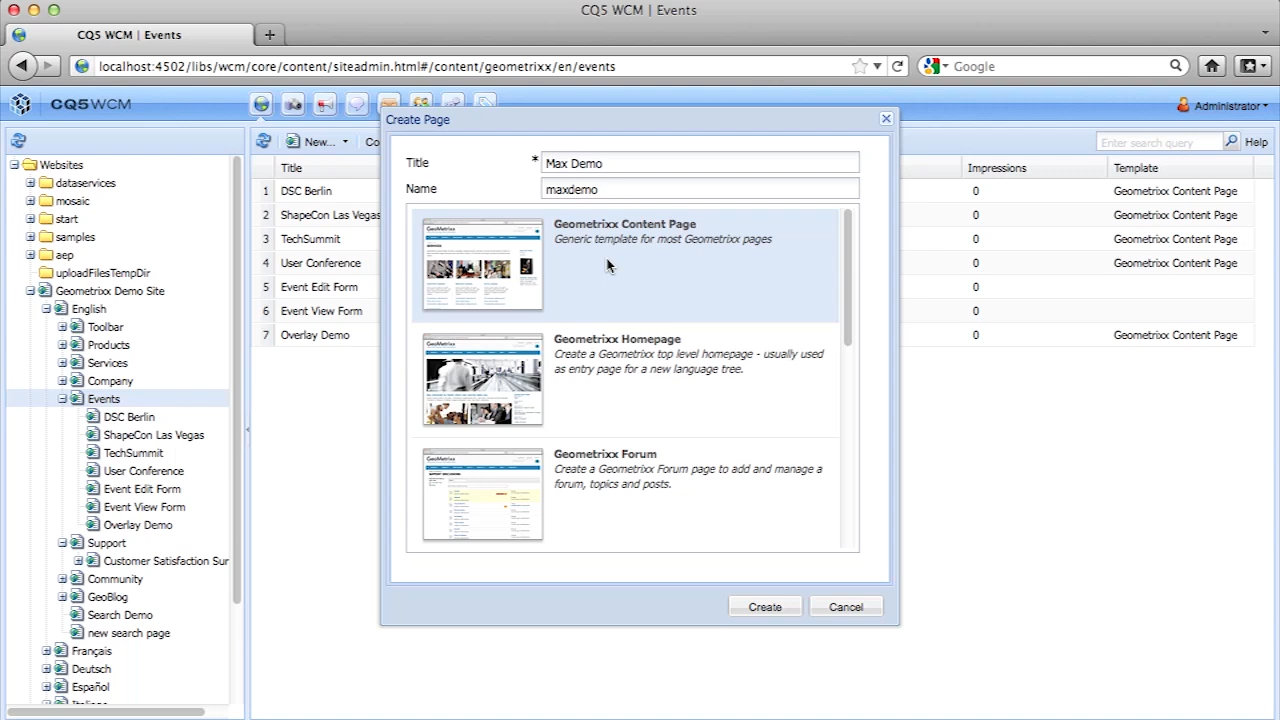 CQ5 WCM | Events
CQ5 WCM | Events
localhost:4502/libs/wcm/core/content/siteadmin.html#/content/geometrixx/en/events
Google
CQ5 WCM
Administrator
New...
Co
Enter search query
Help
Websites
dataservices
mosaic
start
samples
aep
uploadFilesTempDir
Geometrixx Demo Site
English
Toolbar
Products
Services
Company
Events
DSC Berlin
ShapeCon Las Vegas
TechSummit
User Conference
Event Edit Form
Event View Form
Overlay Demo
Support
Customer Satisfaction Sur
Community
GeoBlog
Search Demo
new search page
Français
Deutsch
Español
Title
Impressions
Template
1 DSC Berlin 0 Geometrixx Content Page
2 ShapeCon Las Vegas 0 Geometrixx Content Page
3 TechSummit 0 Geometrixx Content Page
4 User Conference 0 Geometrixx Content Page
5 Event Edit Form 0
6 Event View Form 0
7 Overlay Demo 0 Geometrixx Content Page
Create Page
Title * Max Demo
Name maxdemo
Geometrixx Content Page
Generic template for most Geometrixx pages
Geometrixx Homepage
Create a Geometrixx top level homepage - usually used
as entry page for a new language tree.
Geometrixx Forum
Create a Geometrixx Forum page to add and manage a
forum, topics and posts.
Create
Cancel